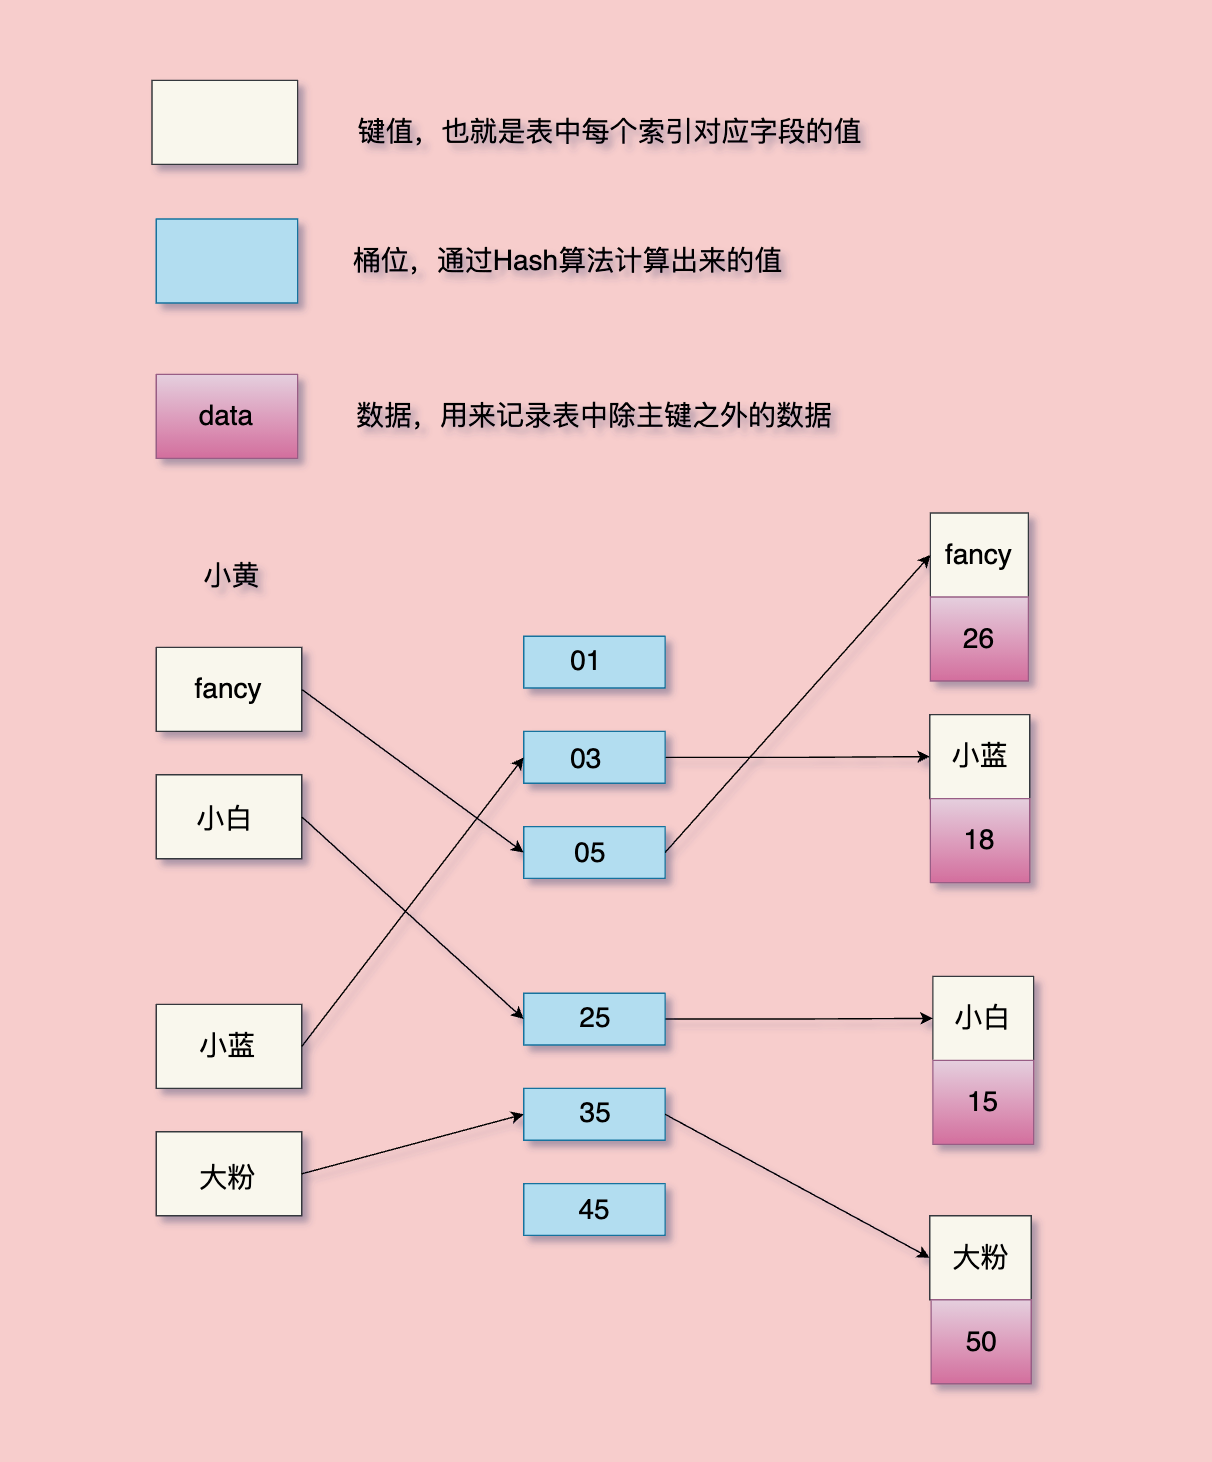 键值，也就是表中每个索引对应字段的值
桶位，通过Hash算法计算出来的值
data
数据，用来记录表中除主键之外的数据
小黄
fancy
小白
小蓝
大粉
01
03
05
25
35
45
fancy
26
小蓝
18
小白
15
大粉
50